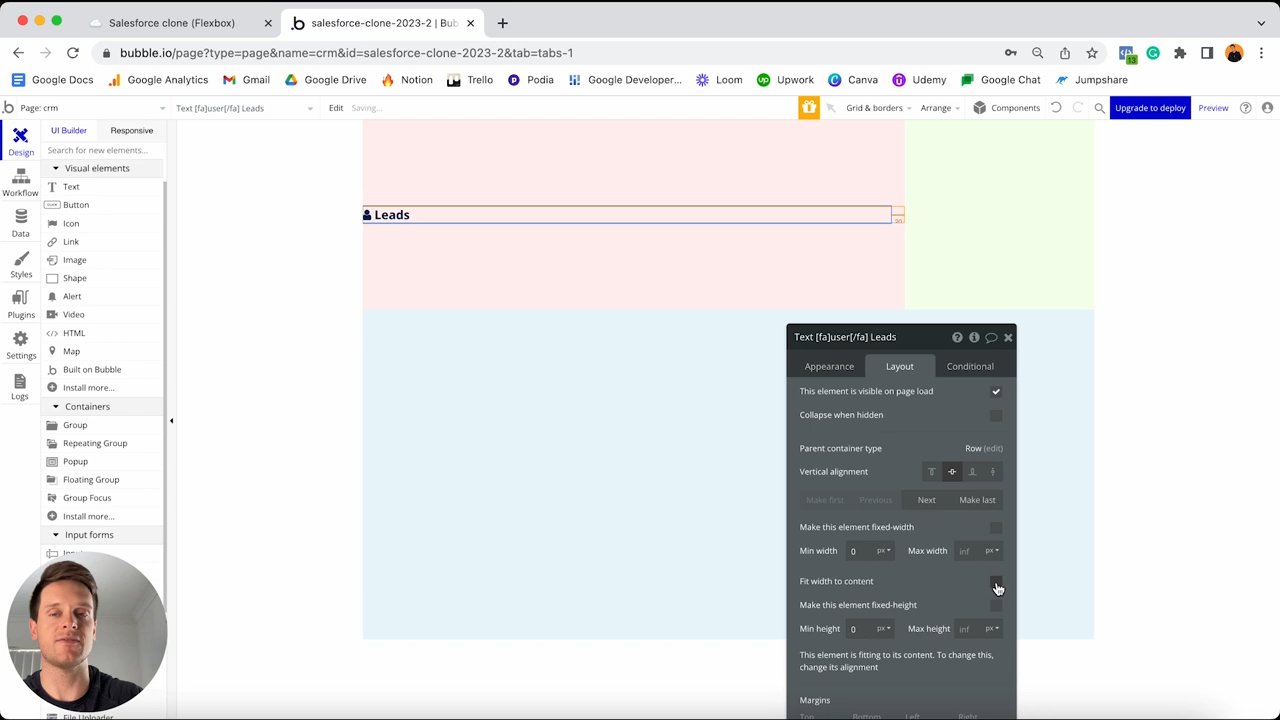 Salesforce clone (Flexbox)
salesforce-clone-2023-2 | Bub
bubble.io/page?type=page&name=crm&id=salesforce-clone-2023-2&tab=tabs-1
13
Google Docs
Google Analytics
Gmail
Google Drive
Notion
Trello
Podia
Google Developer...
Loom
Upwork
Canva
Udemy
Google Chat
Jumpshare
Page: crm
Text [fa]user[/fa] Leads
Edit
Saving...
Grid & borders
Arrange
Components
Upgrade to deploy
Preview
Design
Workflow
Data
Styles
Plugins
Settings
Logs
UI Builder
Responsive
Search for new elements...
Visual elements
Text
Button
Icon
Link
Image
Shape
Alert
Video
HTML
Map
Built on Bubble
Install more...
Containers
Group
Repeating Group
Popup
Floating Group
Group Focus
Install more...
Input forms
File Uploader
Leads
Text [fa]user[/fa] Leads
Appearance
Layout
Conditional
This element is visible on page load
Collapse when hidden
Parent container type Row (edit)
Vertical alignment
Make first Previous Next Make last
Make this element fixed-width
Min width 0 px Max width inf px
Fit width to content
Make this element fixed-height
Min height 0 px Max height inf px
This element is fitting to its content. To change this,
change its alignment
Margins
Top Bottom Left Right